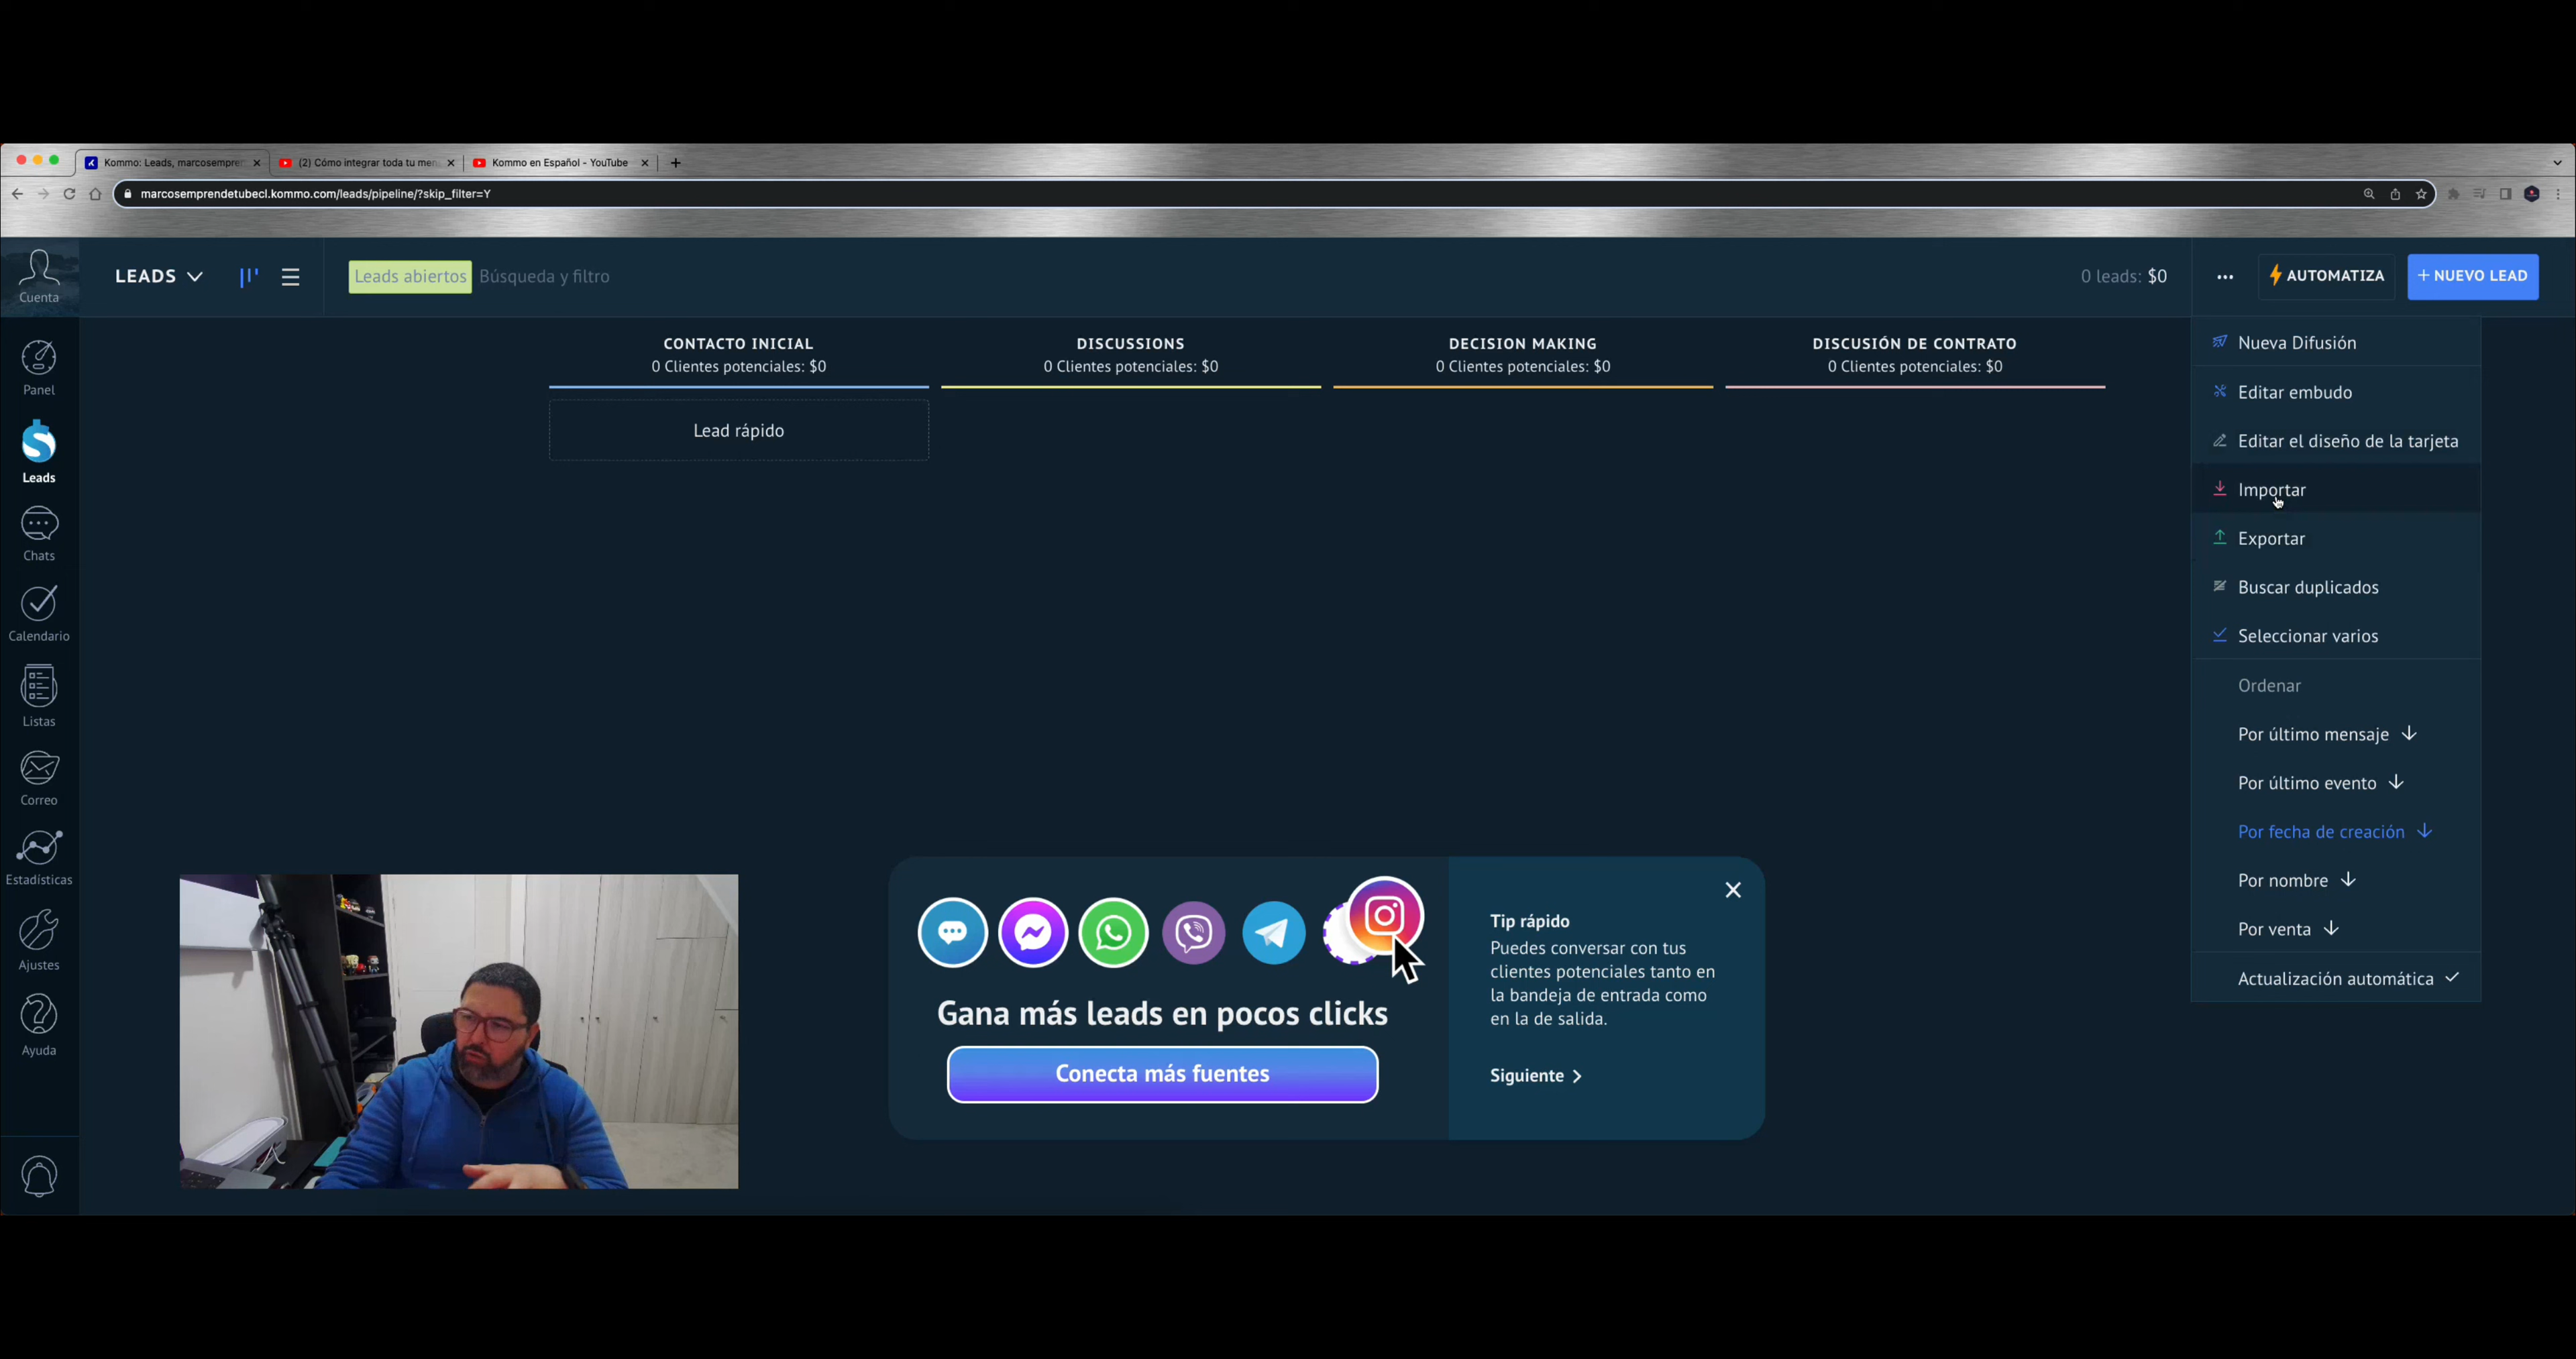 Kommo: Leads, marcosempren
(2) Cómo integrar toda tu men
Kommo en Español - YouTube
marcosemprendetubecl.kommo.com/leads/pipeline/?skip_filter=Y
Cuenta
LEADS
Leads abiertos
Búsqueda y filtro
0 leads: $0
AUTOMATIZA
+ NUEVO LEAD
Panel
Leads
Chats
Calendario
Listas
Correo
Estadísticas
Ajustes
Ayuda
CONTACTO INICIAL
0 Clientes potenciales: $0
Lead rápido
DISCUSSIONS
0 Clientes potenciales: $0
DECISION MAKING
0 Clientes potenciales: $0
DISCUSIÓN DE CONTRATO
0 Clientes potenciales: $0
Nueva Difusión
Editar embudo
Editar el diseño de la tarjeta
Importar
Exportar
Buscar duplicados
Seleccionar varios
Ordenar
Por último mensaje
Por último evento
Por fecha de creación
Por nombre
Por venta
Actualización automática
Gana más leads en pocos clicks
Conecta más fuentes
Tip rápido
Puedes conversar con tus
clientes potenciales tanto en
la bandeja de entrada como
en la de salida.
Siguiente